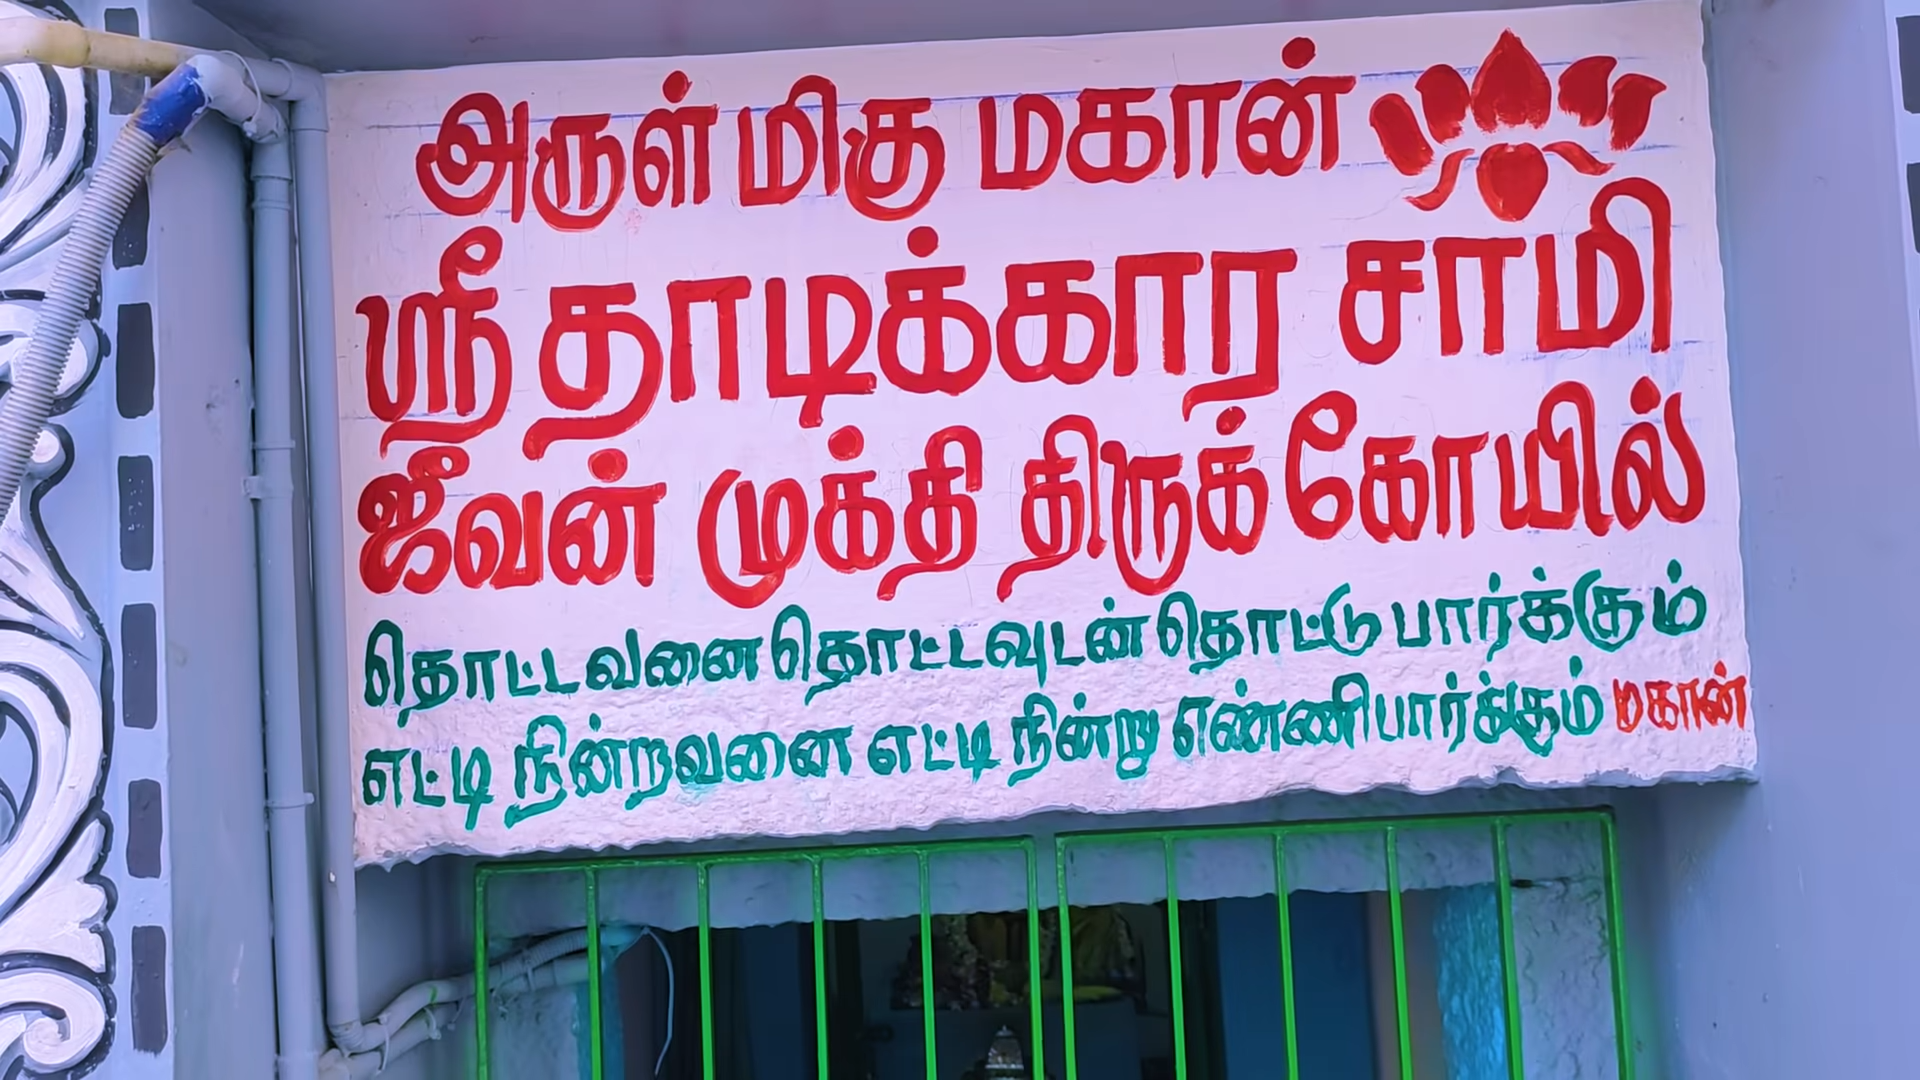 அருள்மிகு மகான்
ஸ்ரீ தாடிக்கார சாமி
ஜீவன் முக்தி திருக்கோயில்
தொட்டவனை தொட்டவுடன் தொட்டு பார்க்கும்
எட்டி நின்றவனை எட்டி நின்று எண்ணிபார்க்கும் மகான்